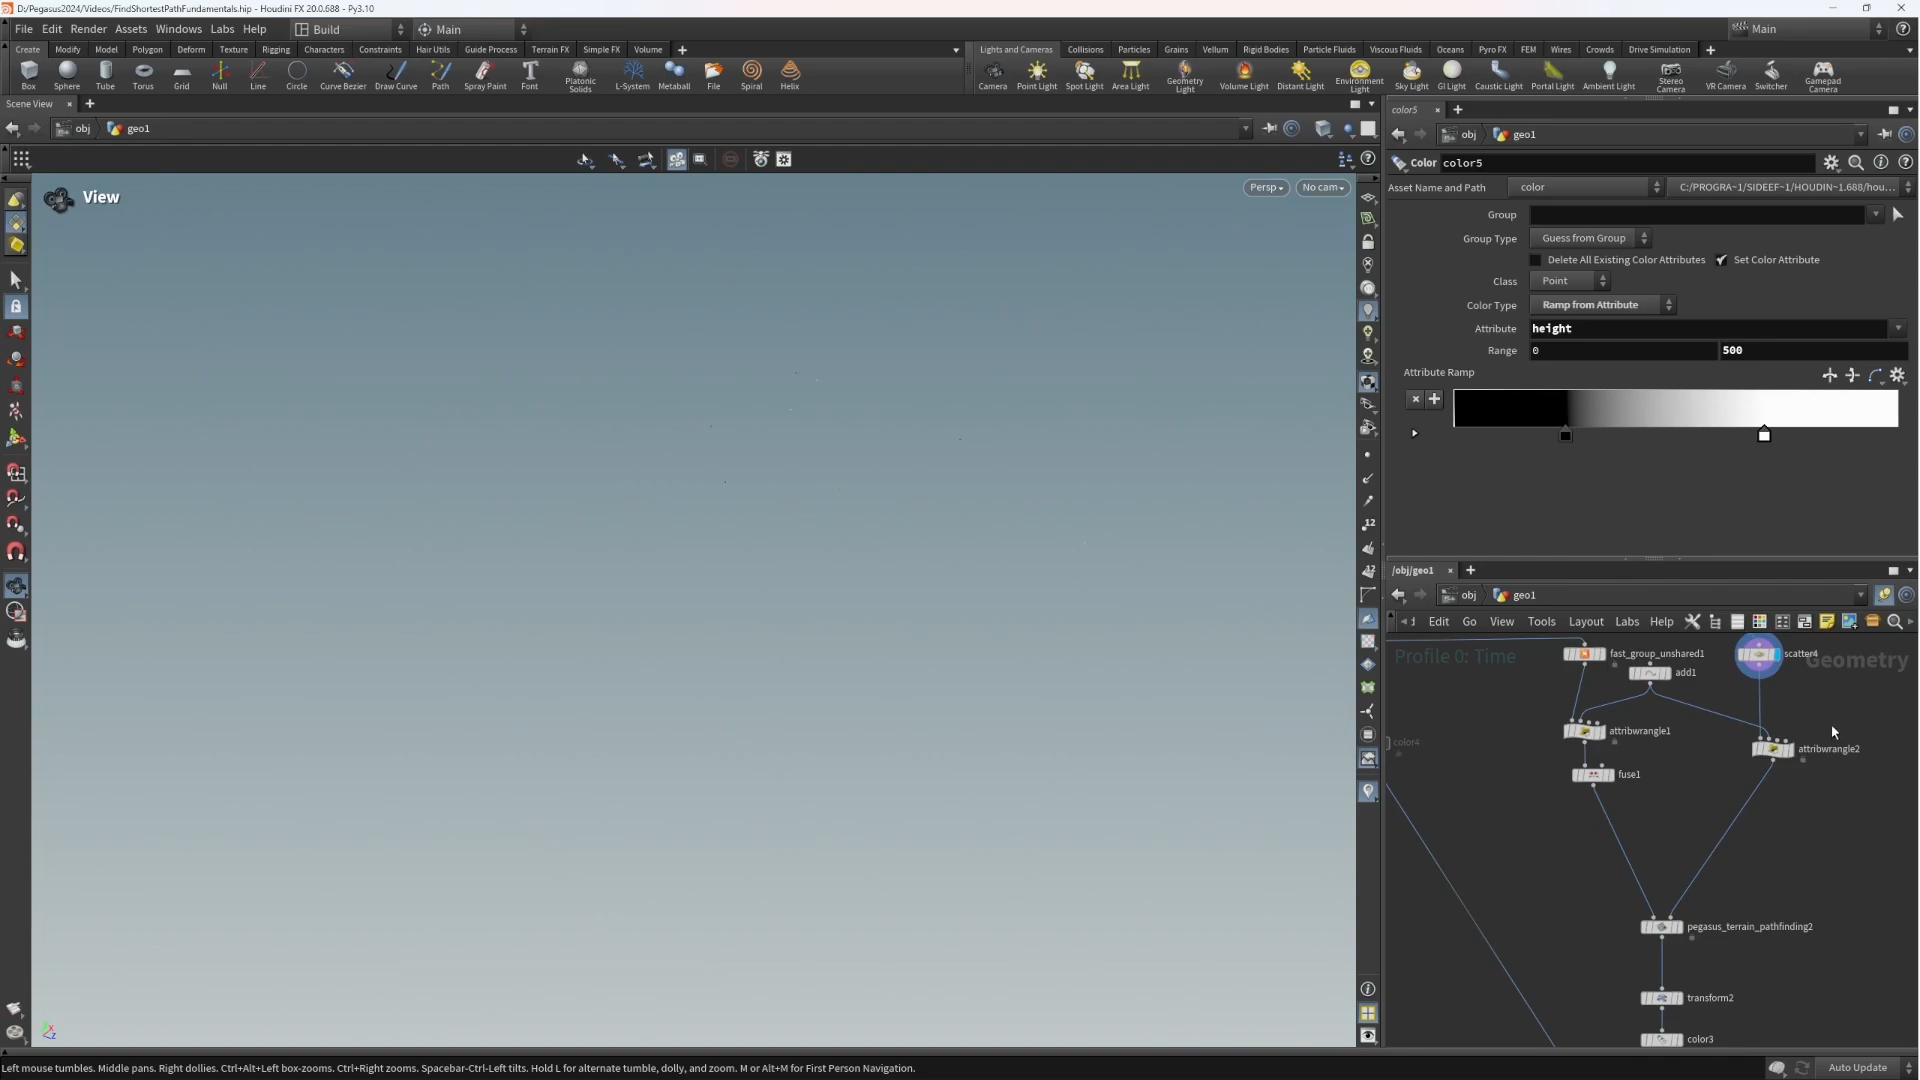 D:/Pegasus2024/Videos/FindShortestPathFundamentals.hip - Houdini FX 20.0.688 - Py3.10
File Edit Render Assets Windows Labs Help Build Main Main
Create Modify Model Polygon Deform Texture Rigging Characters Constraints Hair Utils Guide Process Terrain FX Simple FX Volume
Lights and Cameras Collisions Particles Grains Vellum Rigid Bodies Particle Fluids Viscous Fluids Oceans Pyro FX FEM Wires Crowds Drive Simulation
Box Sphere Tube Torus Grid Null Line Circle Curve Bezier Draw Curve Path Spray Paint Font Platonic Solids L-System Metaball File Spiral Helix
Camera Point Light Spot Light Area Light Geometry Light Volume Light Distant Light Environment Light Sky Light GI Light Caustic Light Portal Light Ambient Light Stereo Camera VR Camera Switcher Gamepad Camera
Scene View
obj geo1
View
Persp No cam
12
12
color5
obj geo1
Color color5
Asset Name and Path color C:/PROGRA~1/SIDEEF~1/HOUDIN~1.688/hou...
Group
Group Type Guess from Group
Delete All Existing Color Attributes Set Color Attribute
Class Point
Color Type Ramp from Attribute
Attribute height
Range 0 500
Attribute Ramp
/obj/geo1
obj geo1
Edit Go View Tools Layout Labs Help
Profile 0: Time
Geometry
fast_group_unshared1
scatter4
add1
attribwrangle1
color4
attribwrangle2
fuse1
pegasus_terrain_pathfinding2
transform2
color3
Left mouse tumbles. Middle pans. Right dollies. Ctrl+Alt+Left box-zooms. Ctrl+Right zooms. Spacebar-Ctrl-Left tilts. Hold L for alternate tumble, dolly, and zoom. M or Alt+M for First Person Navigation.
Auto Update